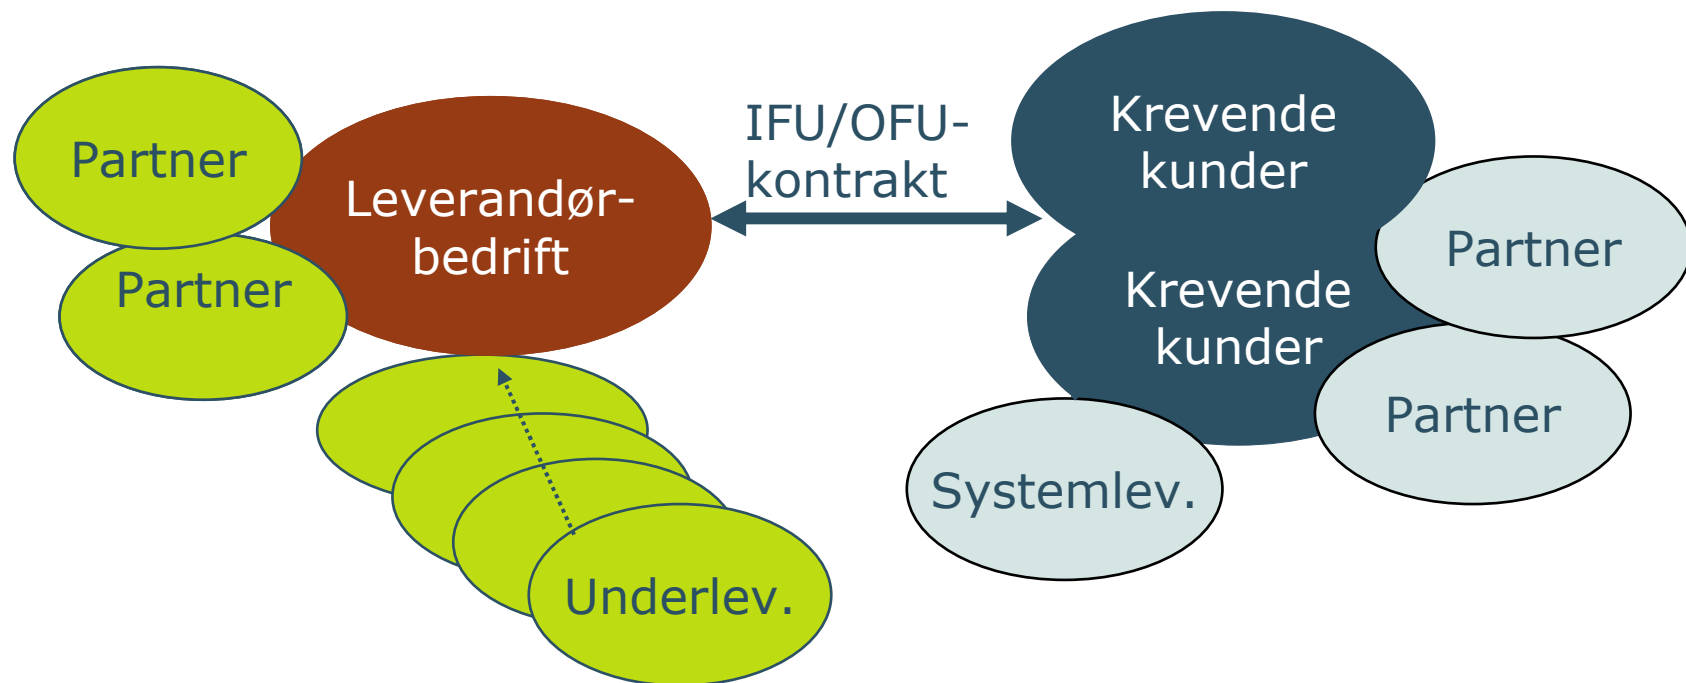 Partner
Partner
Leverandør-
bedrift
IFU/OFU-
kontrakt
Krevende
kunder
Krevende
kunder
Partner
Partner
Systemlev.
Underlev.